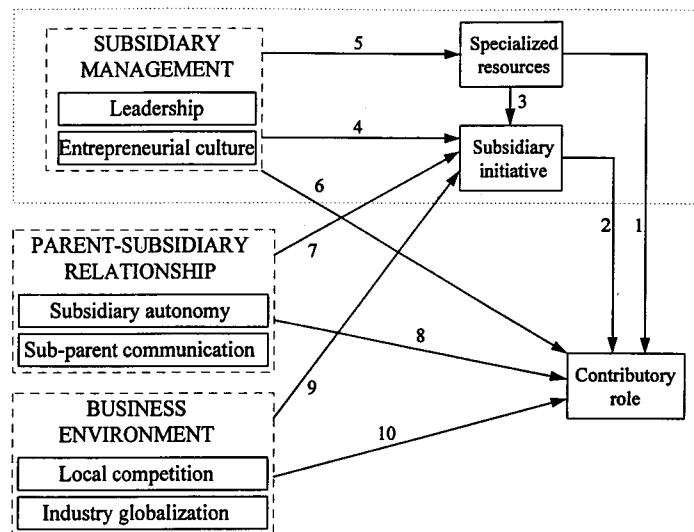 SUBSIDIARY
MANAGEMENT
Leadership
Entrepreneurial culture
5
Specialized
resources
3
4
Subsidiary
initiative
6
2
1
7
PARENT-SUBSIDIARY
RELATIONSHIP
Subsidiary autonomy
Sub-parent communication
8
9
Contributory
role
BUSINESS
ENVIRONMENT
10
Local competition
Industry globalization